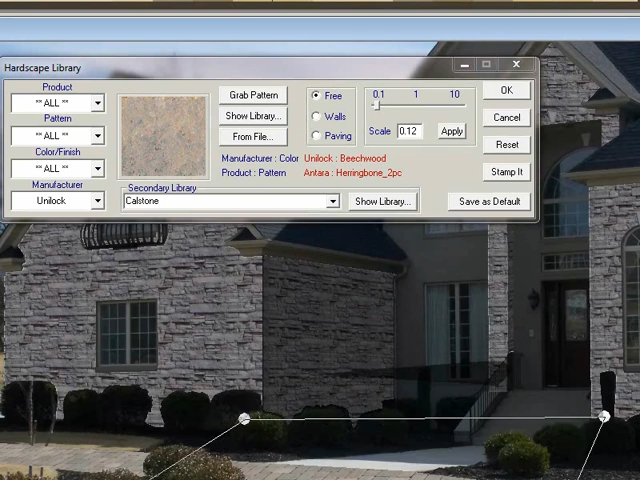 Hardscape Library
Product
** ALL **
Pattern
** ALL **
Color/Finish
** ALL **
Manufacturer
Unilock
Grab Pattern
Show Library...
From File...
Free
Walls
Paving
0.1 1 10
Scale 0.12 Apply
Manufacturer : Color Unilock : Beechwood
Product : Pattern Antara : Herringbone_2pc
Secondary Library
Calstone
Show Library...
OK
Cancel
Reset
Stamp It
Save as Default